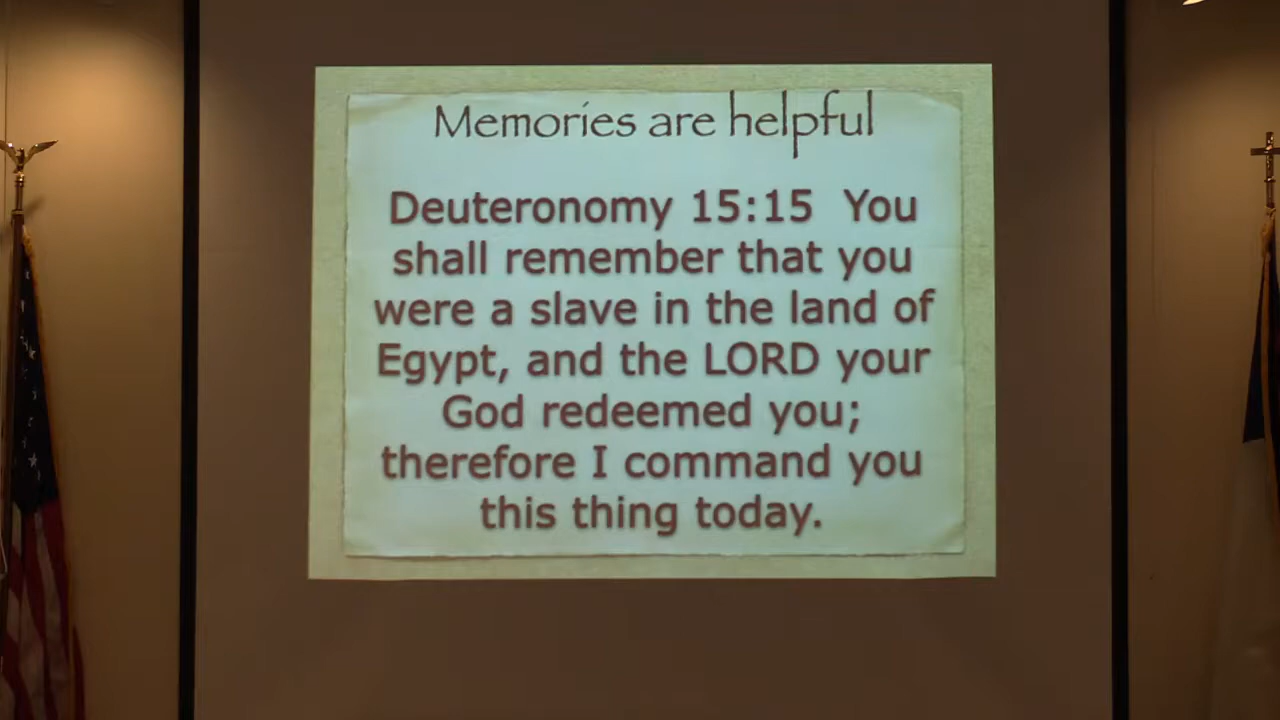 Memories are helpful
Deuteronomy 15:15 You
shall remember that you
were a slave in the land of
Egypt, and the LORD your
God redeemed you;
therefore I command you
this thing today.